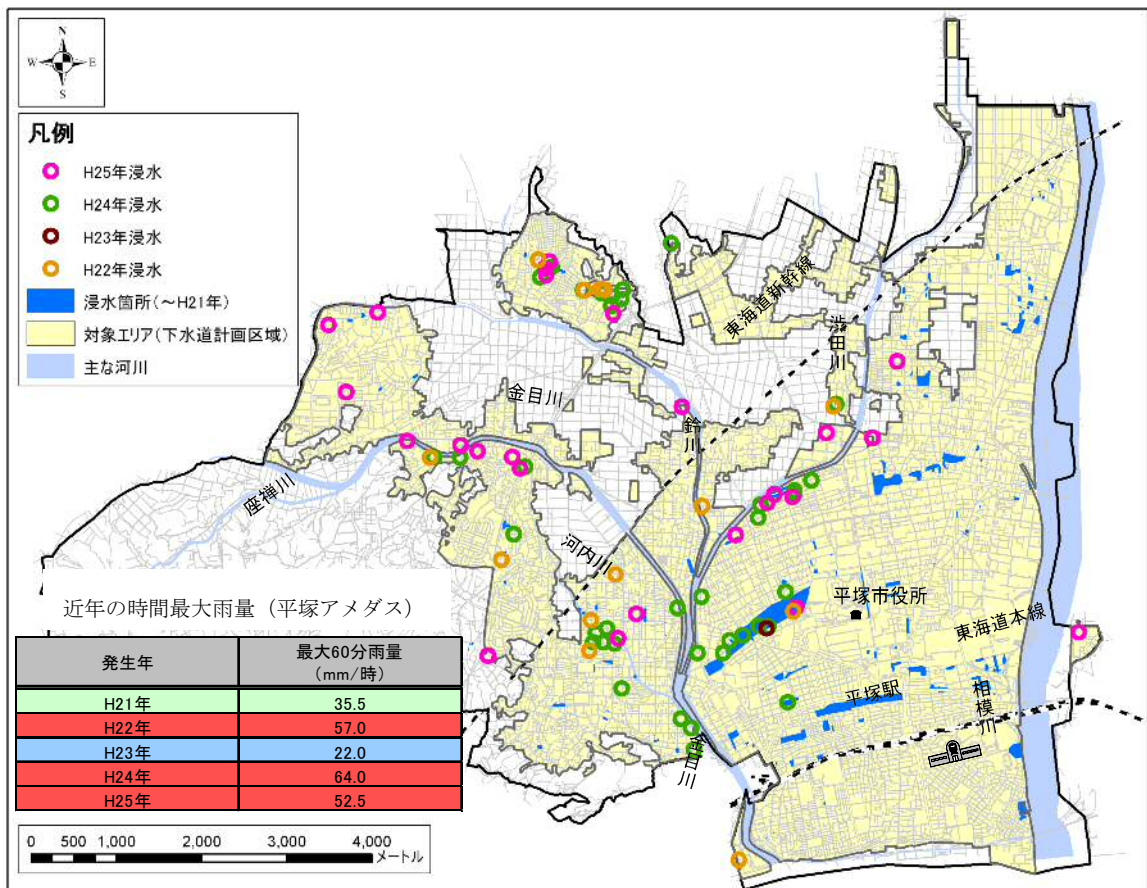 N
W
E
S
凡例
H25年浸水
H24年浸水
H23年浸水
H22年浸水
浸水箇所(～H21年)
対象エリア(下水道計画区域)
主な河川
東海道新幹線
渋田川
金目川
鈴川
座禅川
河内川
平塚市役所
東海道本線
平塚駅
相模川
金目川
近年の時間最大雨量（平塚アメダス）
発生年 最大60分雨量
(mm/時)
H21年 35.5
H22年 57.0
H23年 22.0
H24年 64.0
H25年 52.5
0 500 1,000 2,000 3,000 4,000
メートル